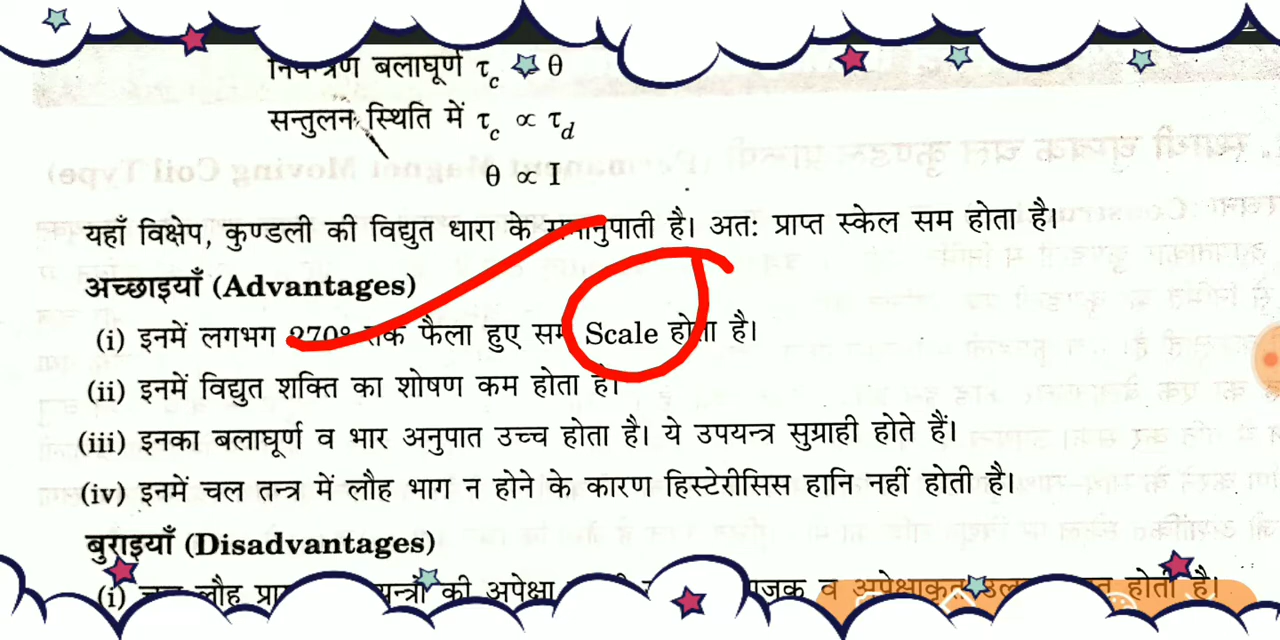 नियन्त्रण बलाघूर्ण τc θ
सन्तुलन स्थिति में τc ∝ τd
θ ∝ I
यहाँ विक्षेप, कुण्डली की विद्युत धारा के समानुपाती है। अतः प्राप्त स्केल सम होता है।
अच्छाइयाँ (Advantages)
(i) इनमें लगभग 270° तक फैला हुए सम Scale होता है।
(ii) इनमें विद्युत शक्ति का शोषण कम होता है।
(iii) इनका बलाघूर्ण व भार अनुपात उच्च होता है। ये उपयन्त्र सुग्राही होते हैं।
(iv) इनमें चल तन्त्र में लौह भाग न होने के कारण हिस्टेरीसिस हानि नहीं होती है।
बुराइयाँ (Disadvantages)
(i) लौह की अपेक्षा व अपेक्षाकृत होती है।